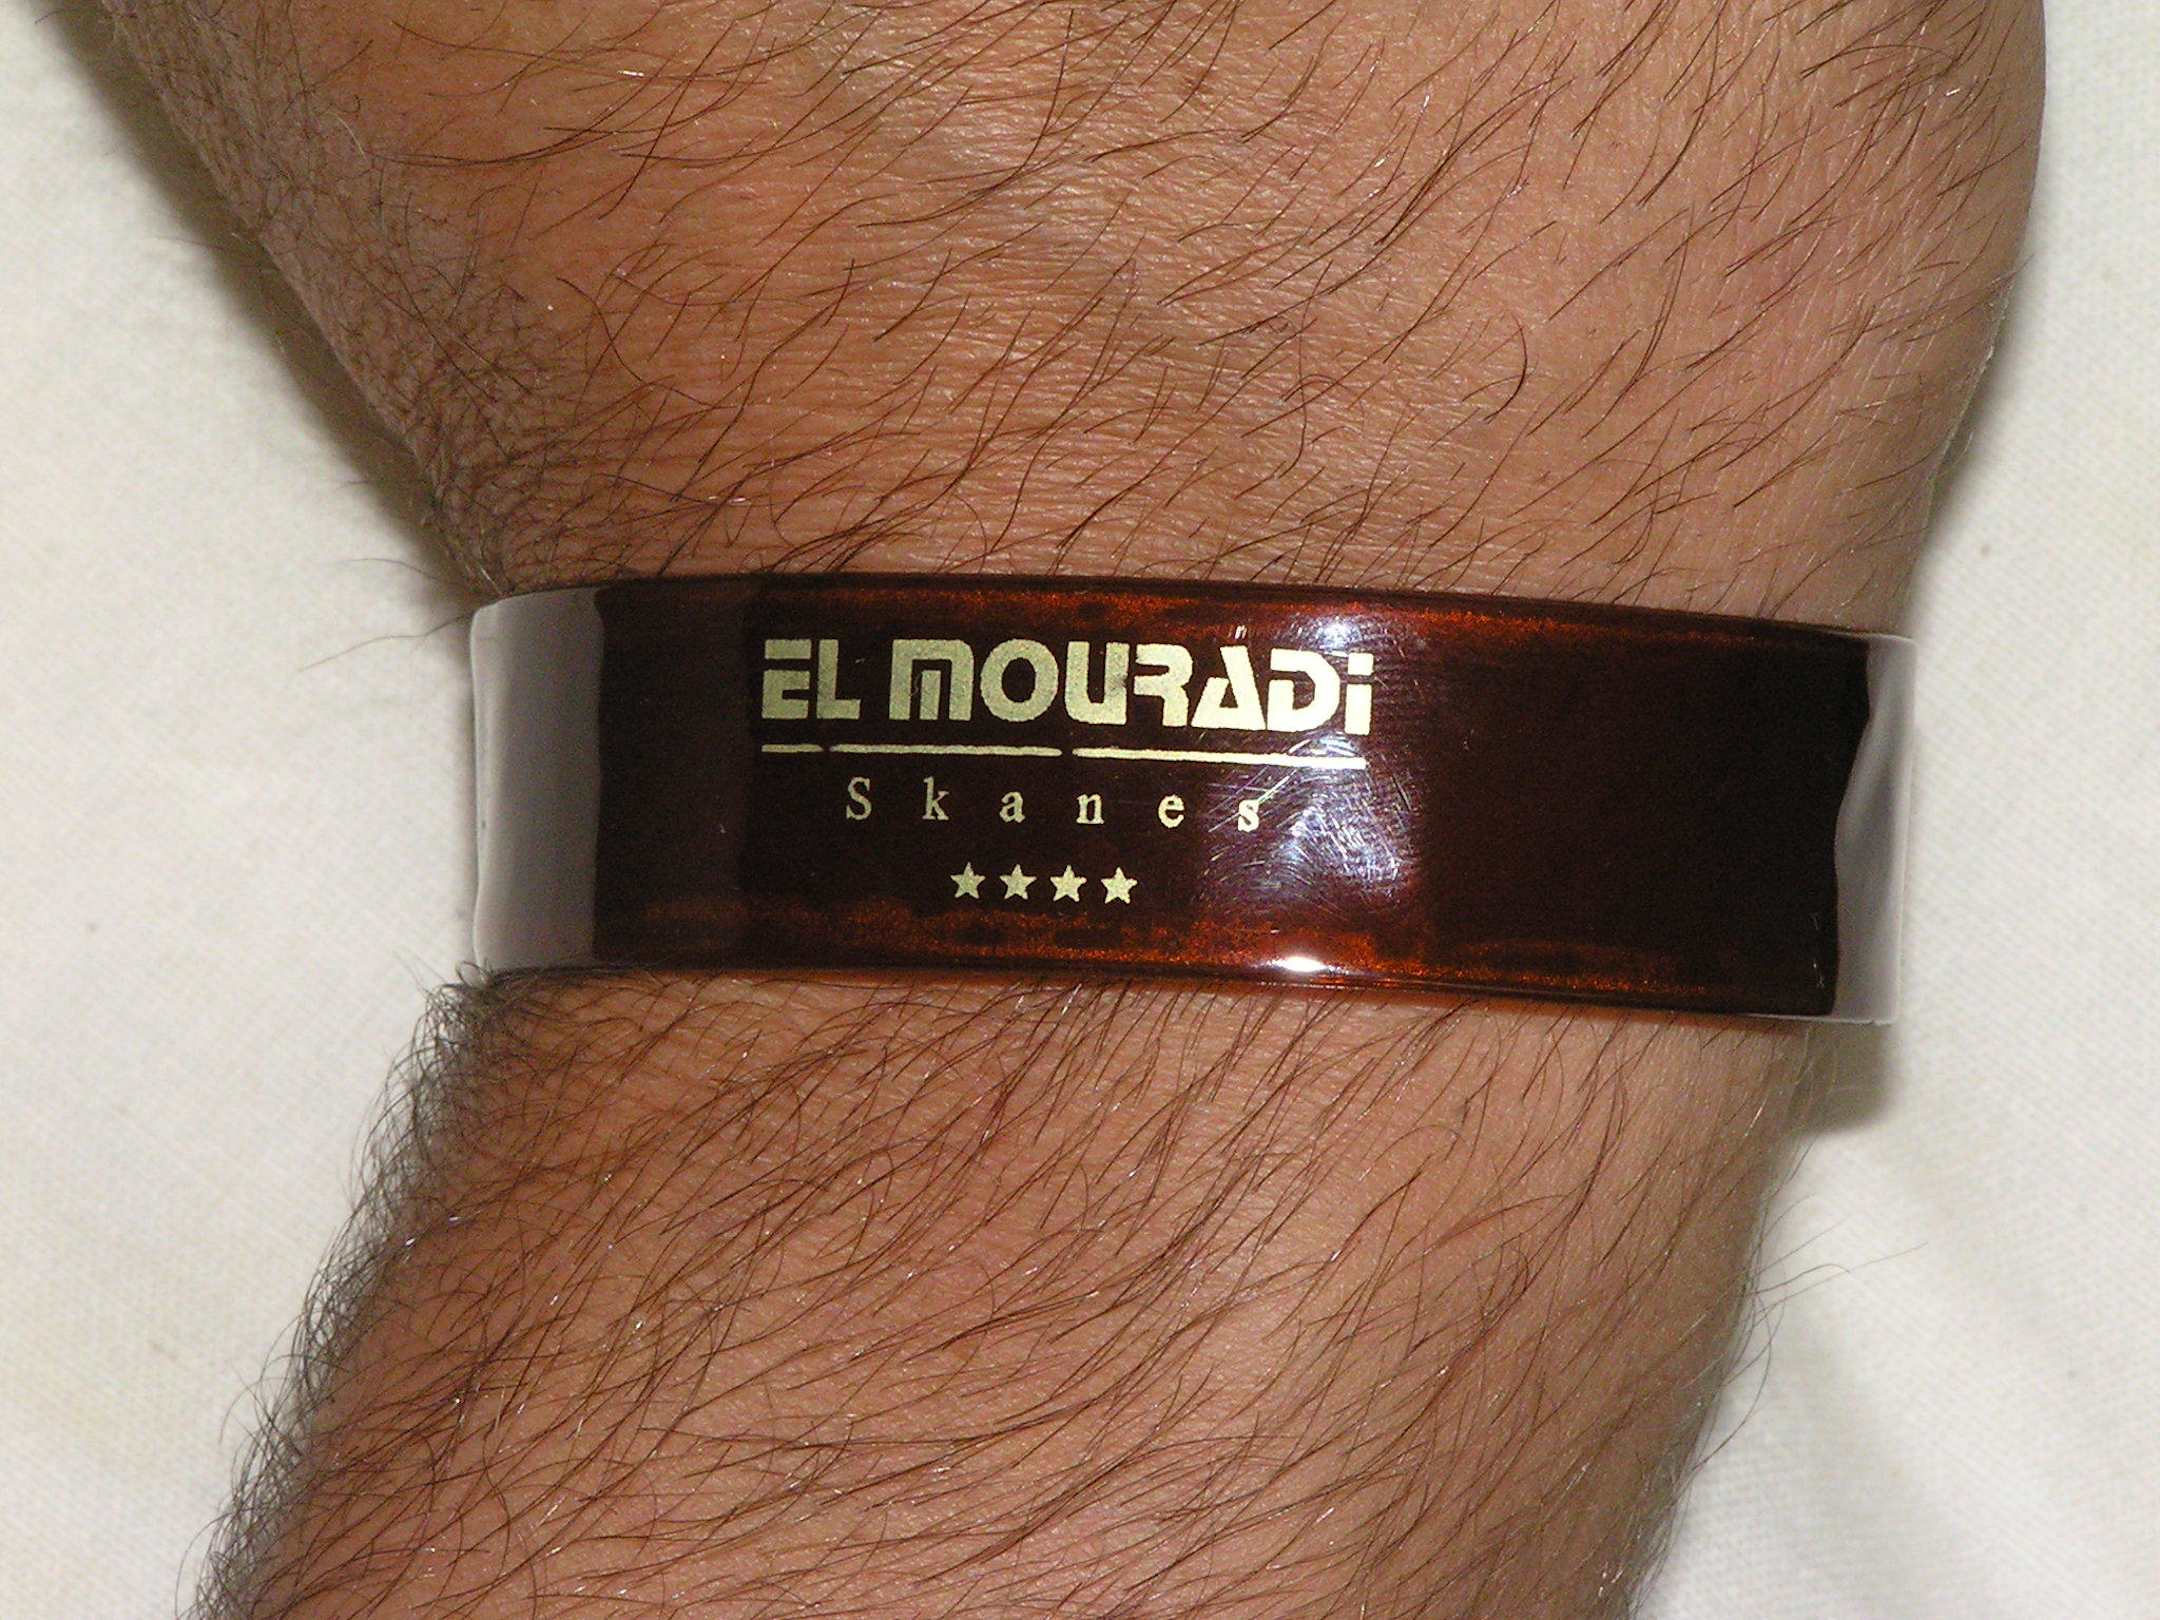 EL MOURADi
Skanes
★★★★